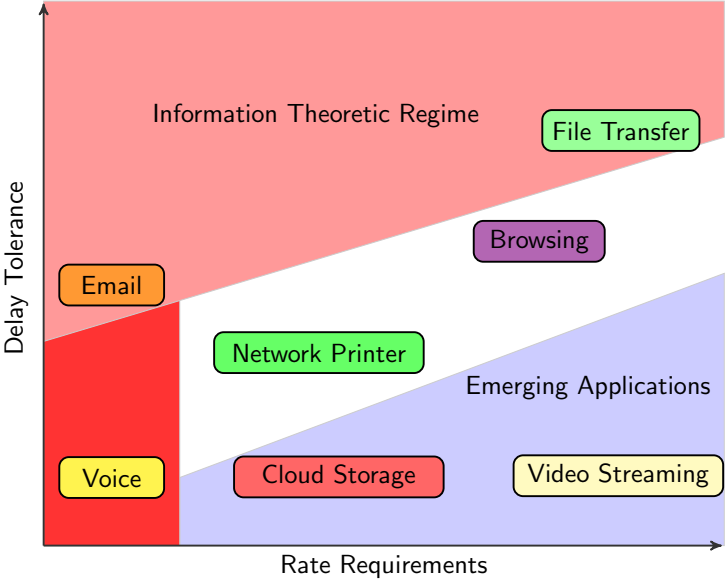 Information Theoretic Regime
File Transfer
Browsing
Delay Tolerance
Email
Network Printer
Emerging Applications
Voice
Cloud Storage
Video Streaming
Rate Requirements